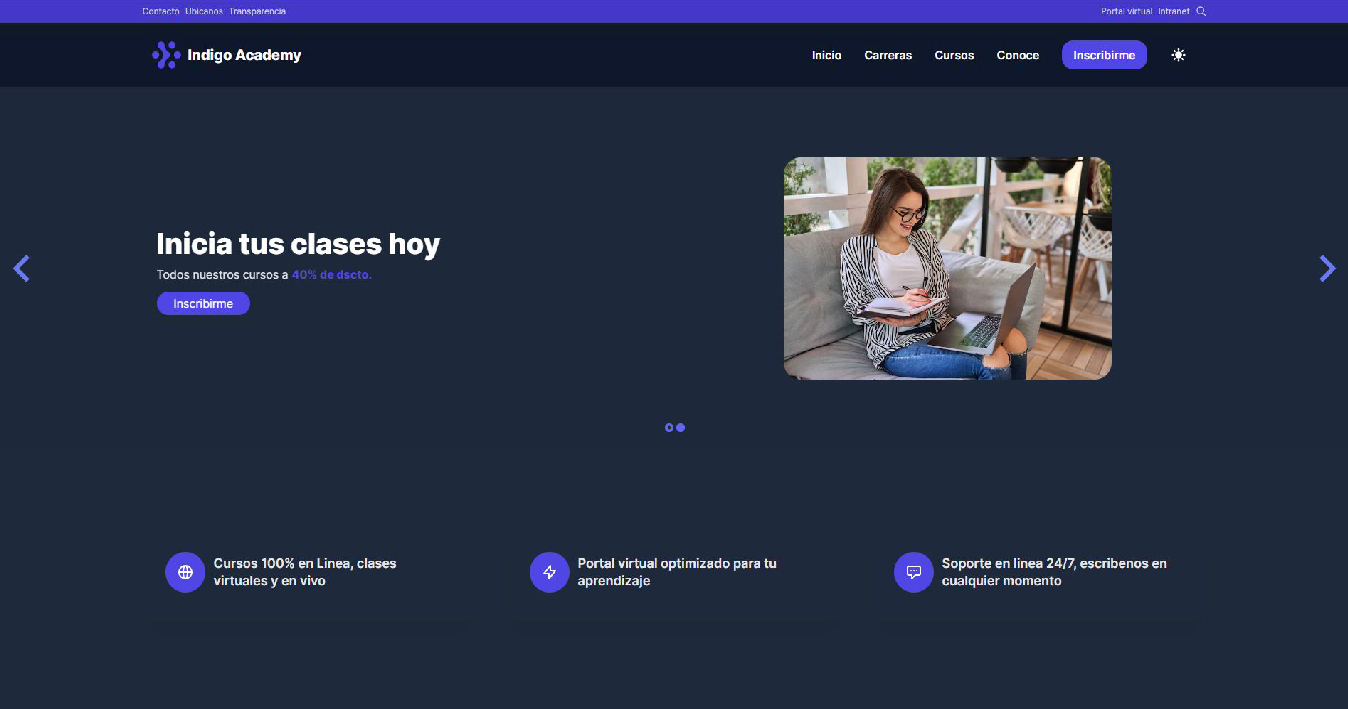 Contacto Ubicanos Transparencia
Portal virtual Intranet
Indigo Academy
Inicio Carreras Cursos Conoce Inscribirme
Inicia tus clases hoy
Todos nuestros cursos a 40% de dscto.
Inscribirme
Cursos 100% en Linea, clases
virtuales y en vivo
Portal virtual optimizado para tu
aprendizaje
Soporte en linea 24/7, escribenos en
cualquier momento